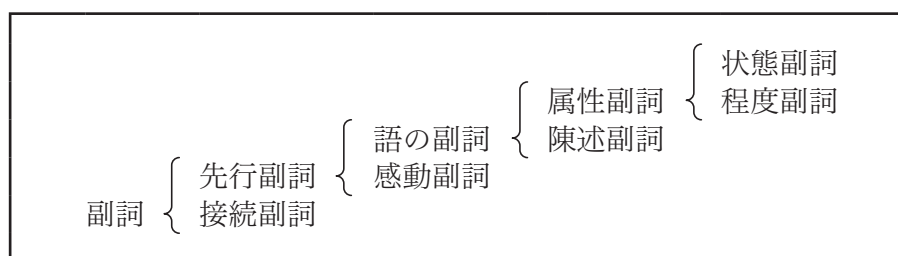 状態副詞
属性副詞 程度副詞
語の副詞 陳述副詞
先行副詞 感動副詞
副詞 接続副詞